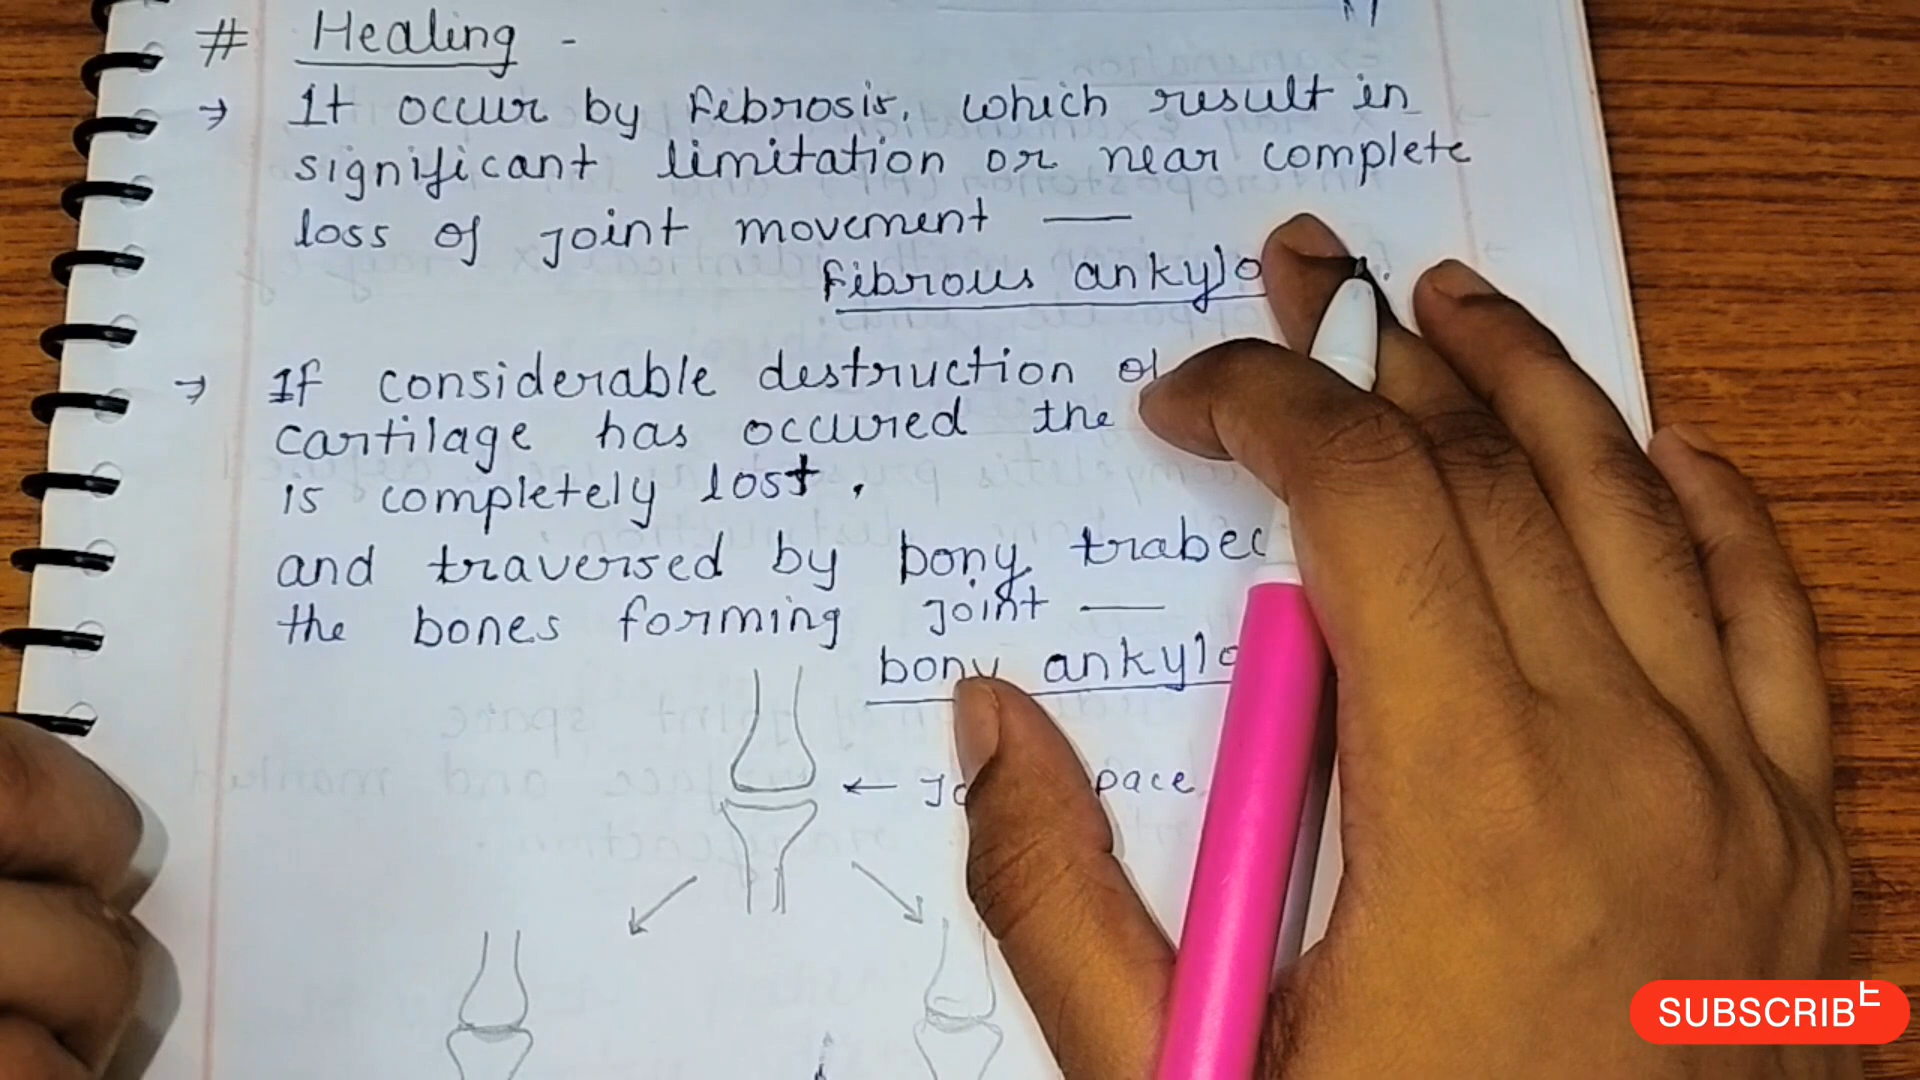 # Healing -
→ It occur by fibrosis, which result in
significant limitation or near complete
loss of joint movement —
fibrous ankylo
→ If considerable destruction of
cartilage has occured the
is completely lost.
and traversed by bony trabec
the bones forming joint —
bony ankylo
← pace
SUBSCRIBE